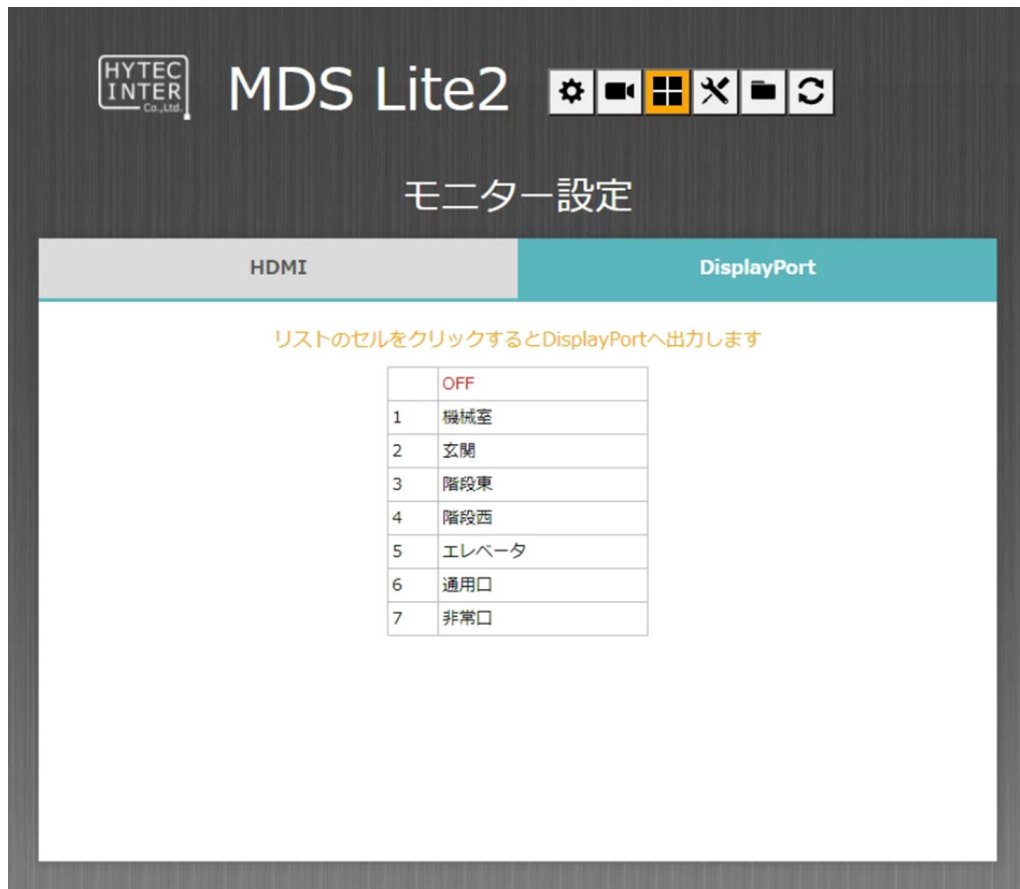 HYTEC
INTER
Co.,Ltd.
MDS Lite2
モニター設定
HDMI DisplayPort
リストのセルをクリックするとDisplayPortへ出力します
OFF
1 機械室
2 玄関
3 階段東
4 階段西
5 エレベータ
6 通用口
7 非常口